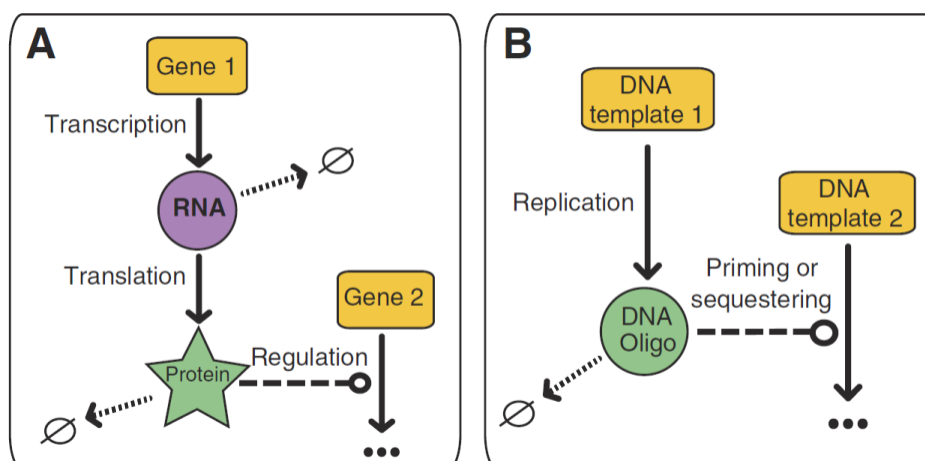 A
Gene 1
Transcription
RNA
∅
Translation
Gene 2
Regulation
Protein
∅
...
B
DNA
template 1
Replication
DNA
template 2
Priming or
sequestering
DNA
Oligo
∅
...